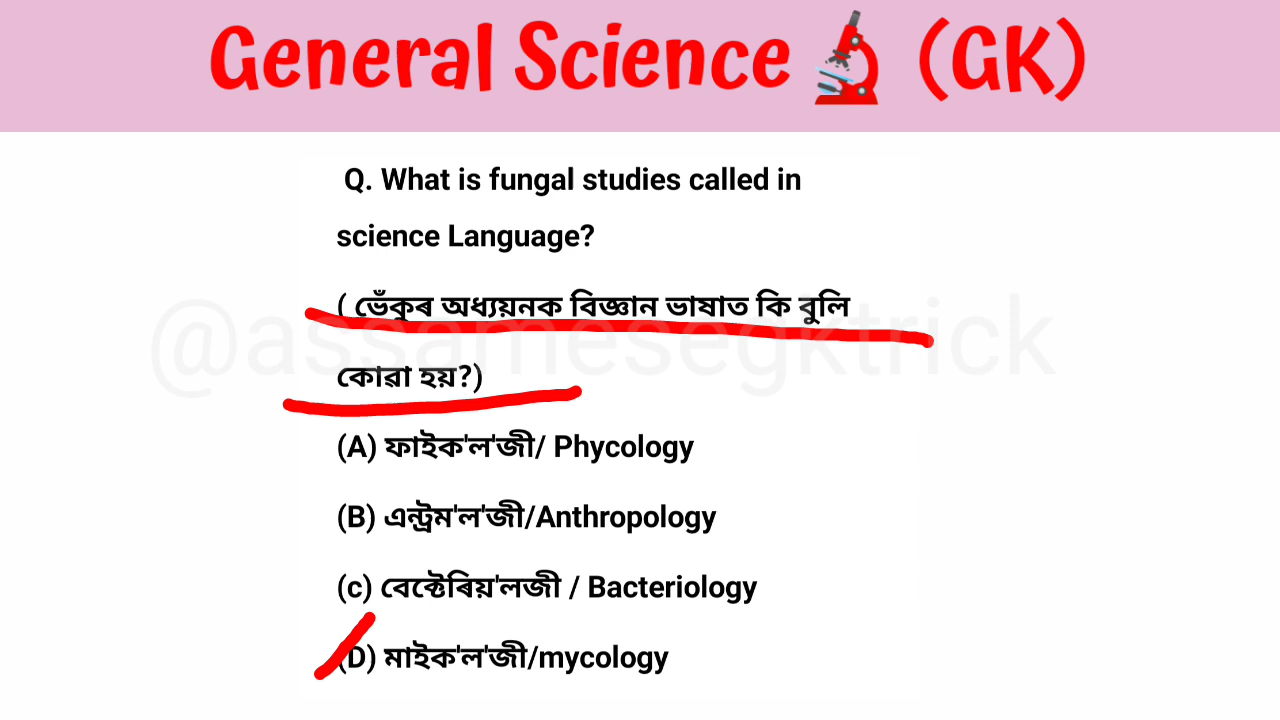 General Science🔬 (GK)
Q. What is fungal studies called in
science Language?
( ভেঁকুৰ অধ্যয়নক বিজ্ঞান ভাষাত কি বুলি
কোৱা হয়?)
(A) ফাইক'ল'জী/ Phycology
(B) এন্ট্ৰম'ল'জী/Anthropology
(c) বেক্টেৰিয়'লজী / Bacteriology
(D) মাইক'ল'জী/mycology
@assamesegktrick